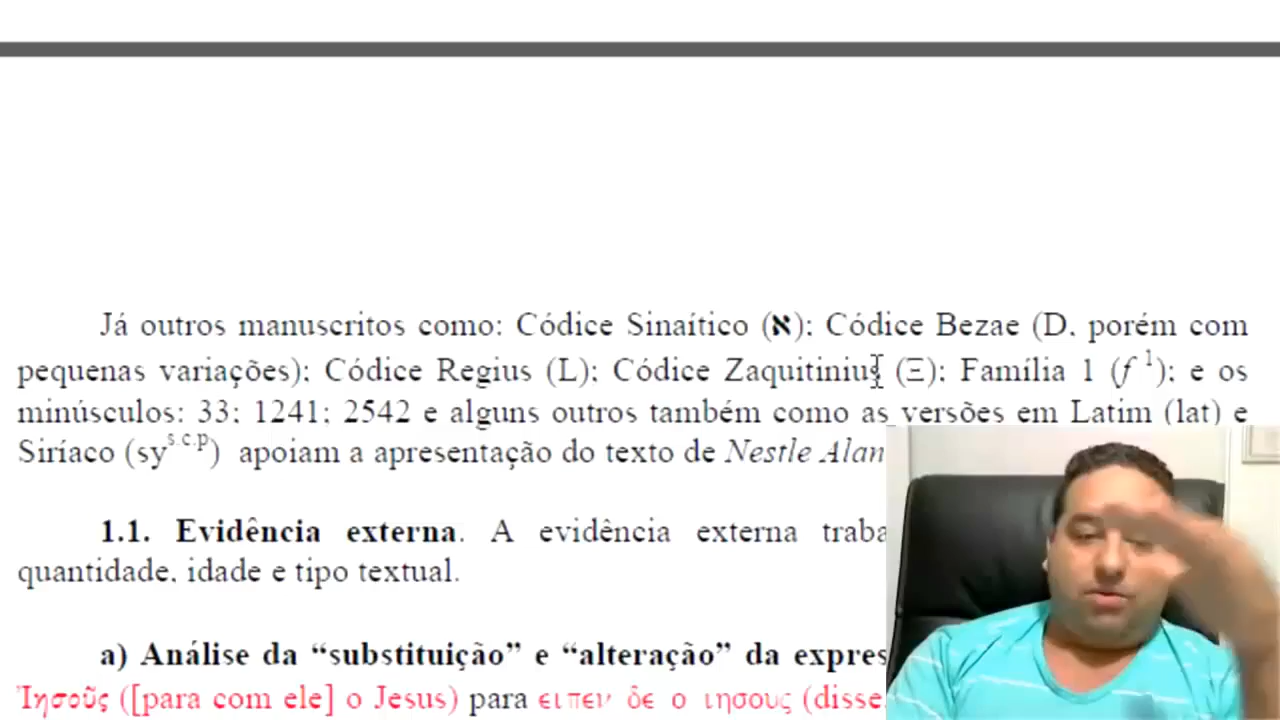 Já outros manuscritos como: Códice Sinaítico (א); Códice Bezae (D, porém com
pequenas variações); Códice Regius (L); Códice Zaquitinius (Ξ); Família 1 (f¹); e os
minúsculos: 33; 1241; 2542 e alguns outros também como as versões em Latim (lat) e
Siríaco (sy^s.c.p) apoiam a apresentação do texto de Nestle Alan
1.1. Evidência externa. A evidência externa traba
quantidade, idade e tipo textual.
a) Análise da “substituição” e “alteração” da expres
Ἰησοῦς ([para com ele] o Jesus) para ειπεν δε ο ιησους (disse